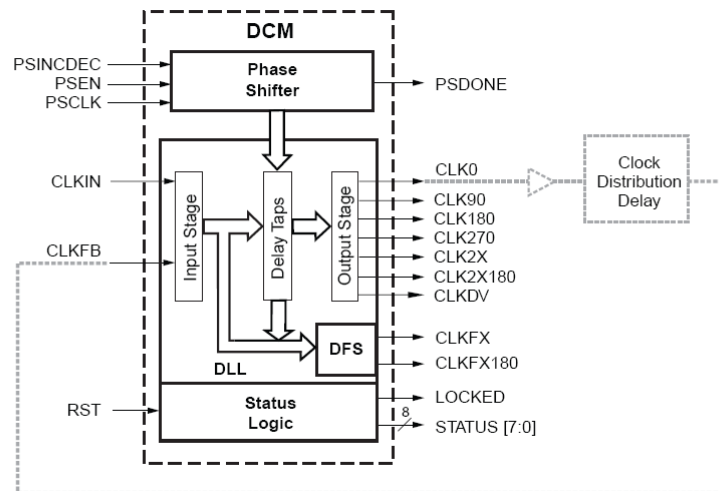 DCM
PSINCDEC
PSEN
PSCLK
Phase
Shifter
PSDONE
CLKIN
CLKFB
Input Stage
Delay Taps
Output Stage
CLK0
CLK90
CLK180
CLK270
CLK2X
CLK2X180
CLKDV
Clock
Distribution
Delay
DFS
CLKFX
CLKFX180
DLL
RST
Status
Logic
LOCKED
8
STATUS [7:0]